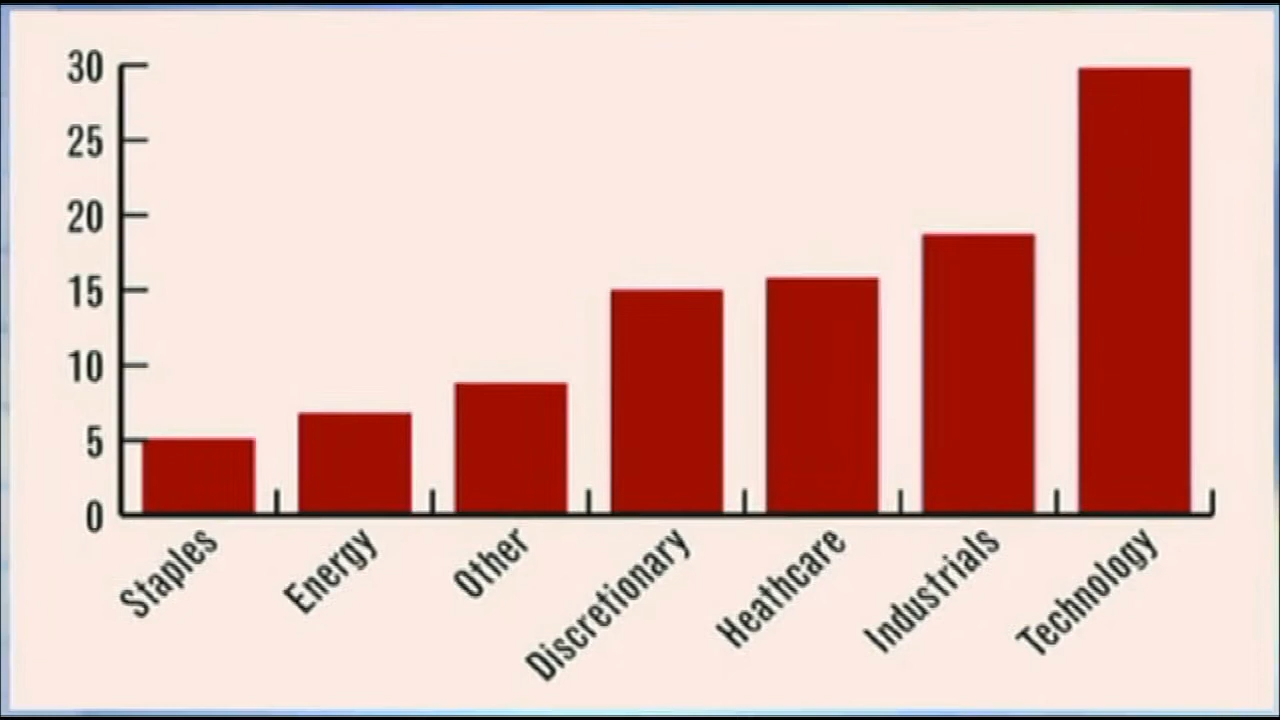 30
25
20
15
10
5
0
Staples
Energy
Other
Discretionary
Heathcare
Industrials
Technology